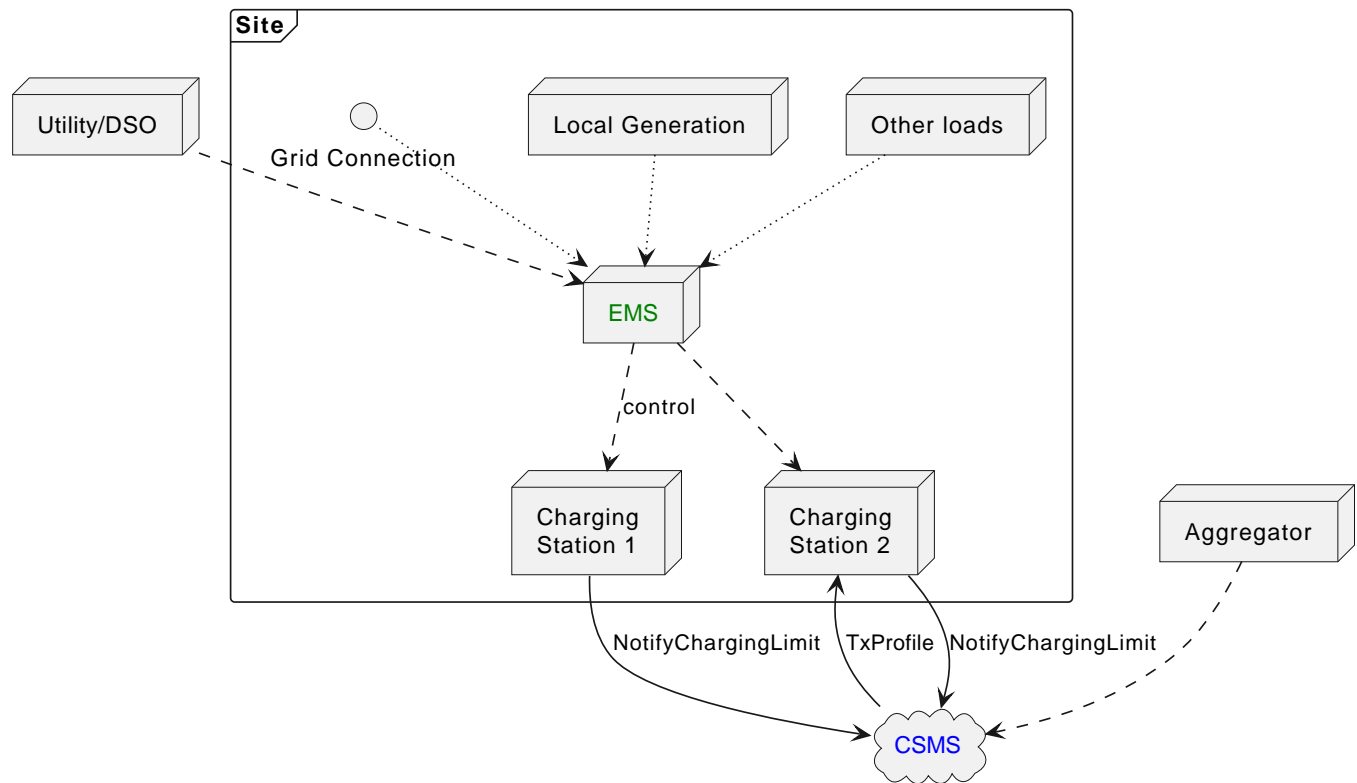 Site
Utility/DSO
Grid Connection
Local Generation
Other loads
EMS
control
Charging
Station 1
Charging
Station 2
Aggregator
NotifyChargingLimit
TxProfile
NotifyChargingLimit
CSMS